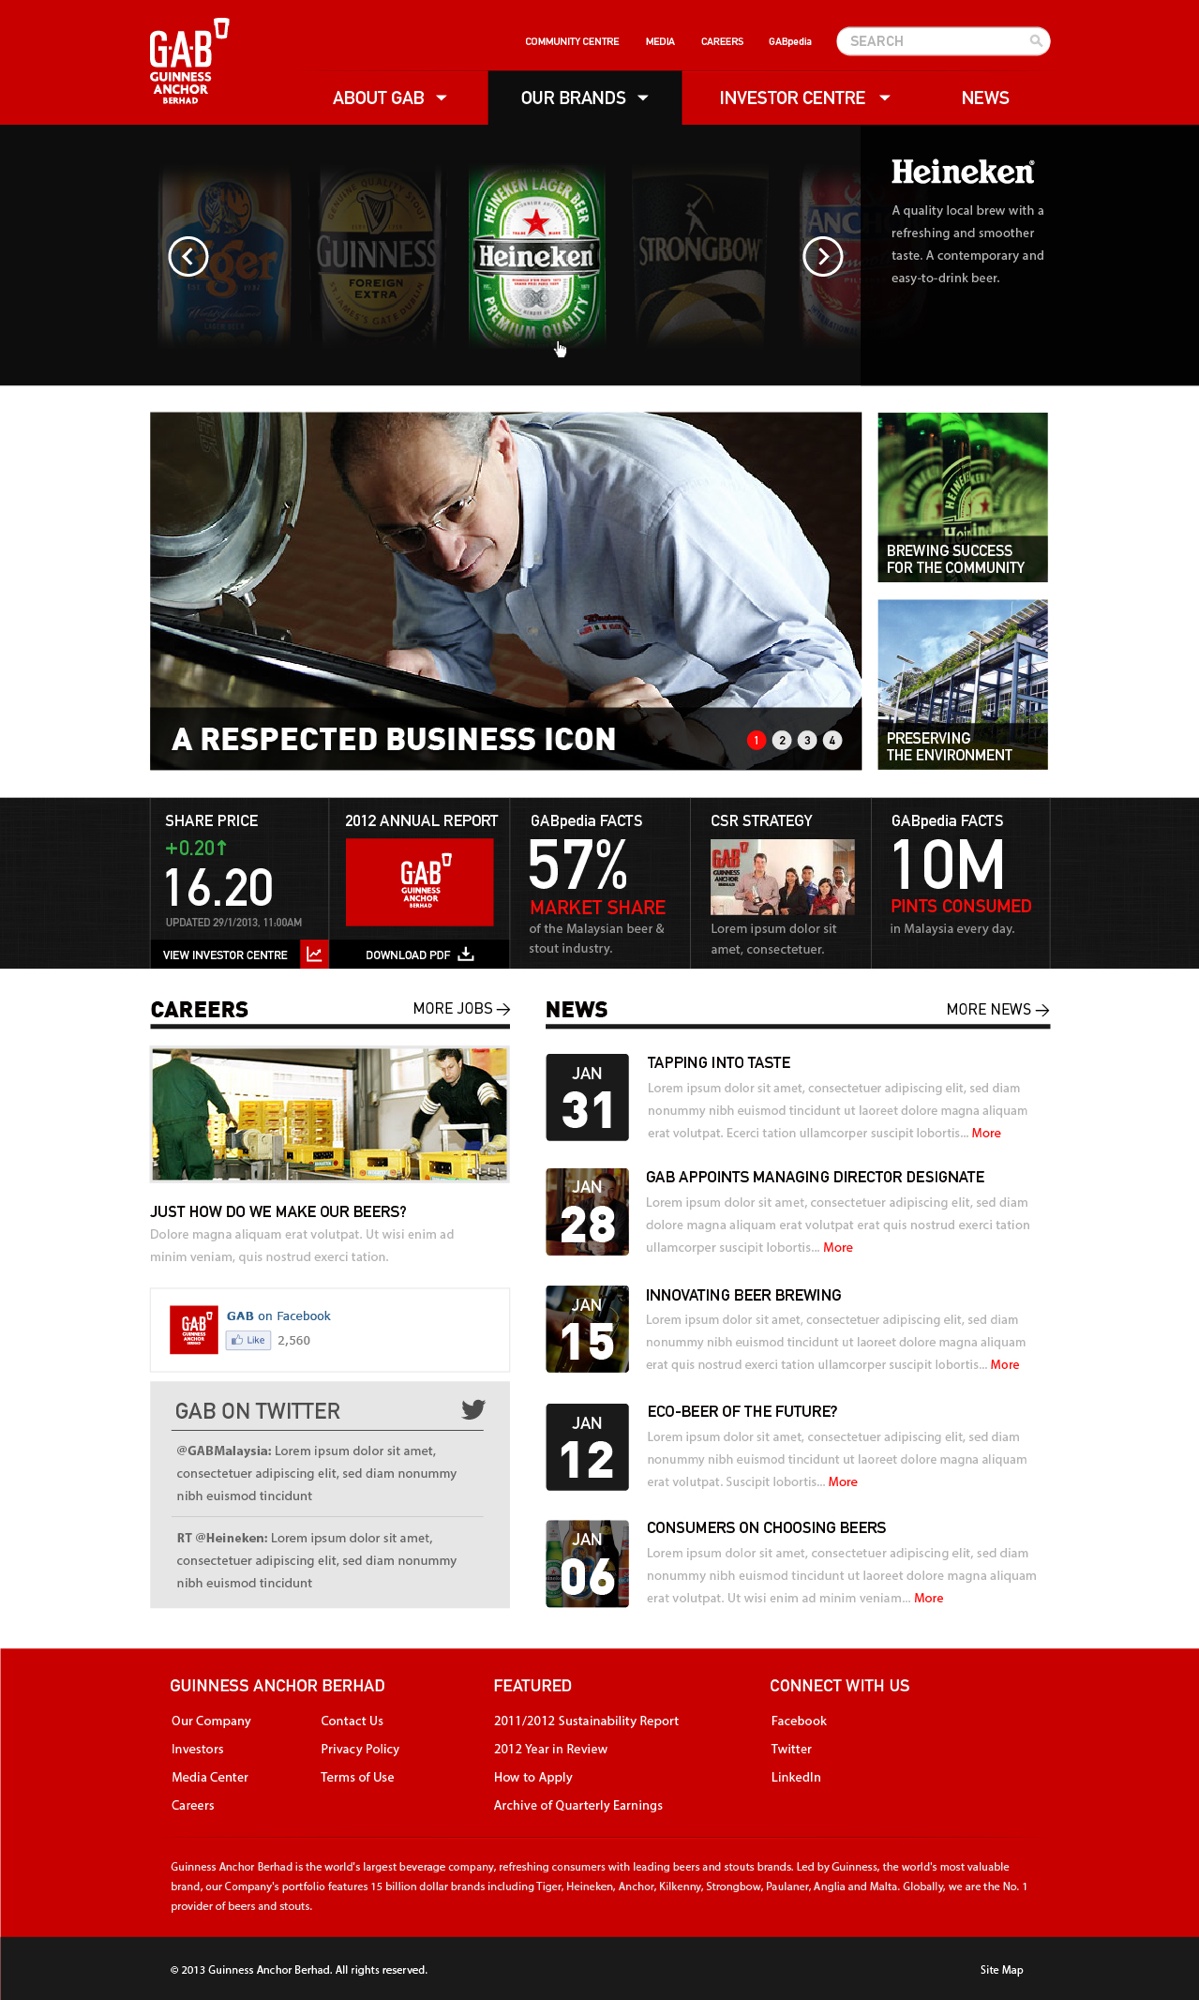 GAB
GUINNESS
ANCHOR
BERHAD
COMMUNITY CENTRE MEDIA CAREERS GABpedia SEARCH
ABOUT GAB OUR BRANDS INVESTOR CENTRE NEWS
Tiger
GENUINE QUALITY STOUT
GUINNESS
FOREIGN
EXTRA
ST JAMES'S GATE DUBLIN
HEINEKEN LAGER BEER
Heineken
PREMIUM QUALITY
STRONGBOW
Heineken®
A quality local brew with a
refreshing and smoother
taste. A contemporary and
easy-to-drink beer.
A RESPECTED BUSINESS ICON
1 2 3 4
HEINEKEN
BREWING SUCCESS
FOR THE COMMUNITY
PRESERVING
THE ENVIRONMENT
SHARE PRICE
+0.20
16.20
UPDATED 29/1/2013, 11:00AM
VIEW INVESTOR CENTRE
2012 ANNUAL REPORT
GAB
GUINNESS
ANCHOR
BERHAD
DOWNLOAD PDF
GABpedia FACTS
57%
MARKET SHARE
of the Malaysian beer &
stout industry.
CSR STRATEGY
GAB
GUINNESS
ANCHOR
BERHAD
Lorem ipsum dolor sit
amet, consectetuer.
GABpedia FACTS
10M
PINTS CONSUMED
in Malaysia every day.
CAREERS
MORE JOBS
JUST HOW DO WE MAKE OUR BEERS?
Dolore magna aliquam erat volutpat. Ut wisi enim ad
minim veniam, quis nostrud exerci tation.
GAB
GUINNESS
ANCHOR
BERHAD
GAB on Facebook
Like 2,560
GAB ON TWITTER
@GABMalaysia: Lorem ipsum dolor sit amet,
consectetuer adipiscing elit, sed diam nonummy
nibh euismod tincidunt
RT @Heineken: Lorem ipsum dolor sit amet,
consectetuer adipiscing elit, sed diam nonummy
nibh euismod tincidunt
NEWS
MORE NEWS
JAN
31
TAPPING INTO TASTE
Lorem ipsum dolor sit amet, consectetuer adipiscing elit, sed diam
nonummy nibh euismod tincidunt ut laoreet dolore magna aliquam
erat volutpat. Ecerci tation ullamcorper suscipit lobortis... More
JAN
28
GAB APPOINTS MANAGING DIRECTOR DESIGNATE
Lorem ipsum dolor sit amet, consectetuer adipiscing elit, sed diam
dolore magna aliquam erat volutpat erat quis nostrud exerci tation
ullamcorper suscipit lobortis... More
JAN
15
INNOVATING BEER BREWING
Lorem ipsum dolor sit amet, consectetuer adipiscing elit, sed diam
nonummy nibh euismod tincidunt ut laoreet dolore magna aliquam
erat quis nostrud exerci tation ullamcorper suscipit lobortis... More
JAN
12
ECO-BEER OF THE FUTURE?
Lorem ipsum dolor sit amet, consectetuer adipiscing elit, sed diam
nonummy nibh euismod tincidunt ut laoreet dolore magna aliquam
erat volutpat. Suscipit lobortis... More
JAN
06
CONSUMERS ON CHOOSING BEERS
Lorem ipsum dolor sit amet, consectetuer adipiscing elit, sed diam
nonummy nibh euismod tincidunt ut laoreet dolore magna aliquam
erat volutpat. Ut wisi enim ad minim veniam... More
GUINNESS ANCHOR BERHAD
Our Company
Investors
Media Center
Careers
Contact Us
Privacy Policy
Terms of Use
FEATURED
2011/2012 Sustainability Report
2012 Year in Review
How to Apply
Archive of Quarterly Earnings
CONNECT WITH US
Facebook
Twitter
LinkedIn
Guinness Anchor Berhad is the world's largest beverage company, refreshing consumers with leading beers and stouts brands. Led by Guinness, the world's most valuable
brand, our Company's portfolio features 15 billion dollar brands including Tiger, Heineken, Anchor, Kilkenny, Strongbow, Paulaner, Anglia and Malta. Globally, we are the No. 1
provider of beers and stouts.
© 2013 Guinness Anchor Berhad. All rights reserved.
Site Map